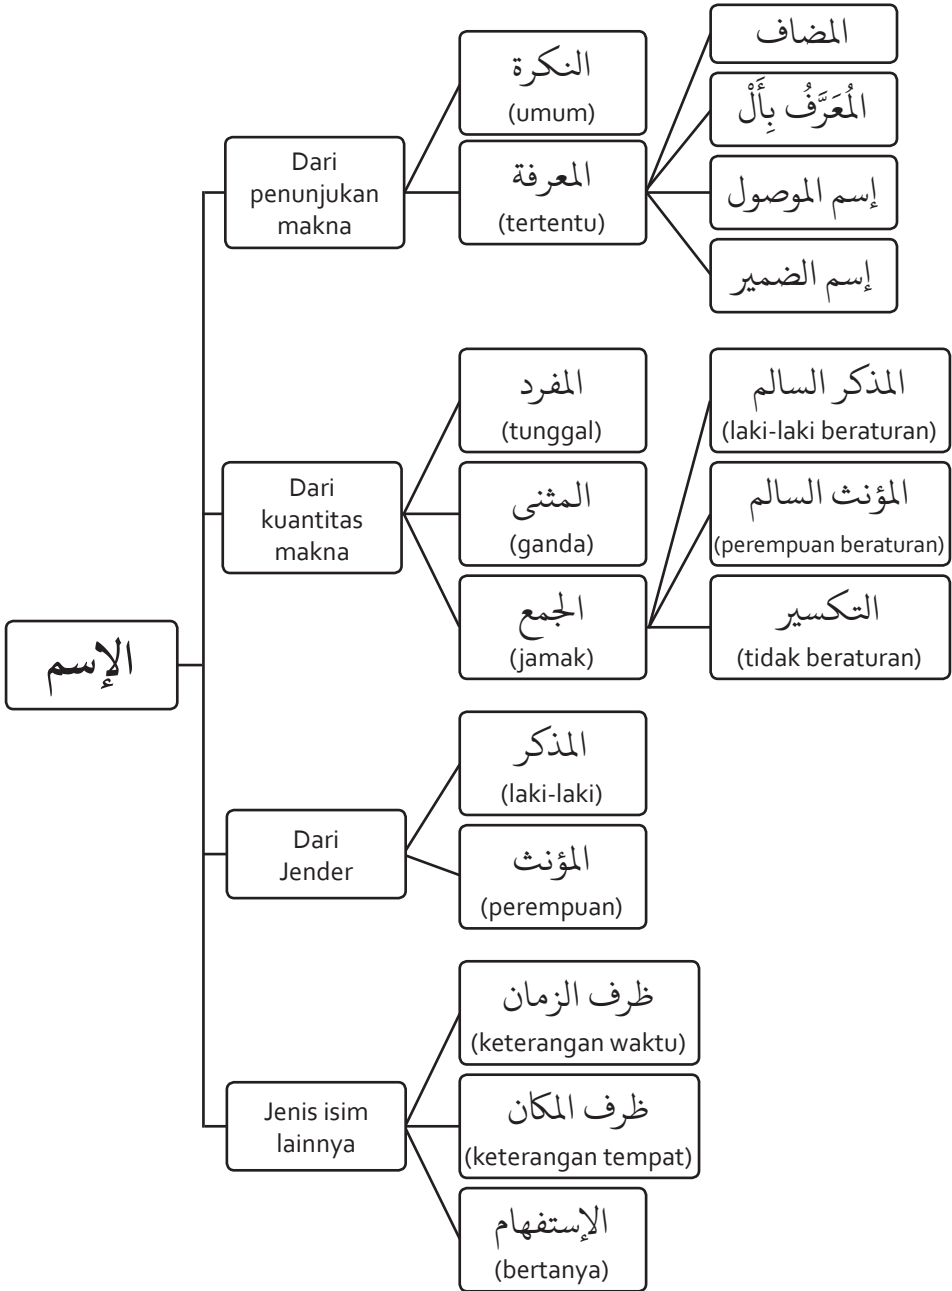 الإسم
Dari
penunjukan
makna
النكرة
(umum)
المعرفة
(tertentu)
المضاف
المُعَرَّفُ بِأَلْ
إسم الموصول
إسم الضمير
Dari
kuantitas
makna
المفرد
(tunggal)
المثنى
(ganda)
الجمع
(jamak)
المذكر السالم
(laki-laki beraturan)
المؤنث السالم
(perempuan beraturan)
التكسير
(tidak beraturan)
Dari
Jender
المذكر
(laki-laki)
المؤنث
(perempuan)
Jenis isim
lainnya
ظرف الزمان
(keterangan waktu)
ظرف المكان
(keterangan tempat)
الإستفهام
(bertanya)